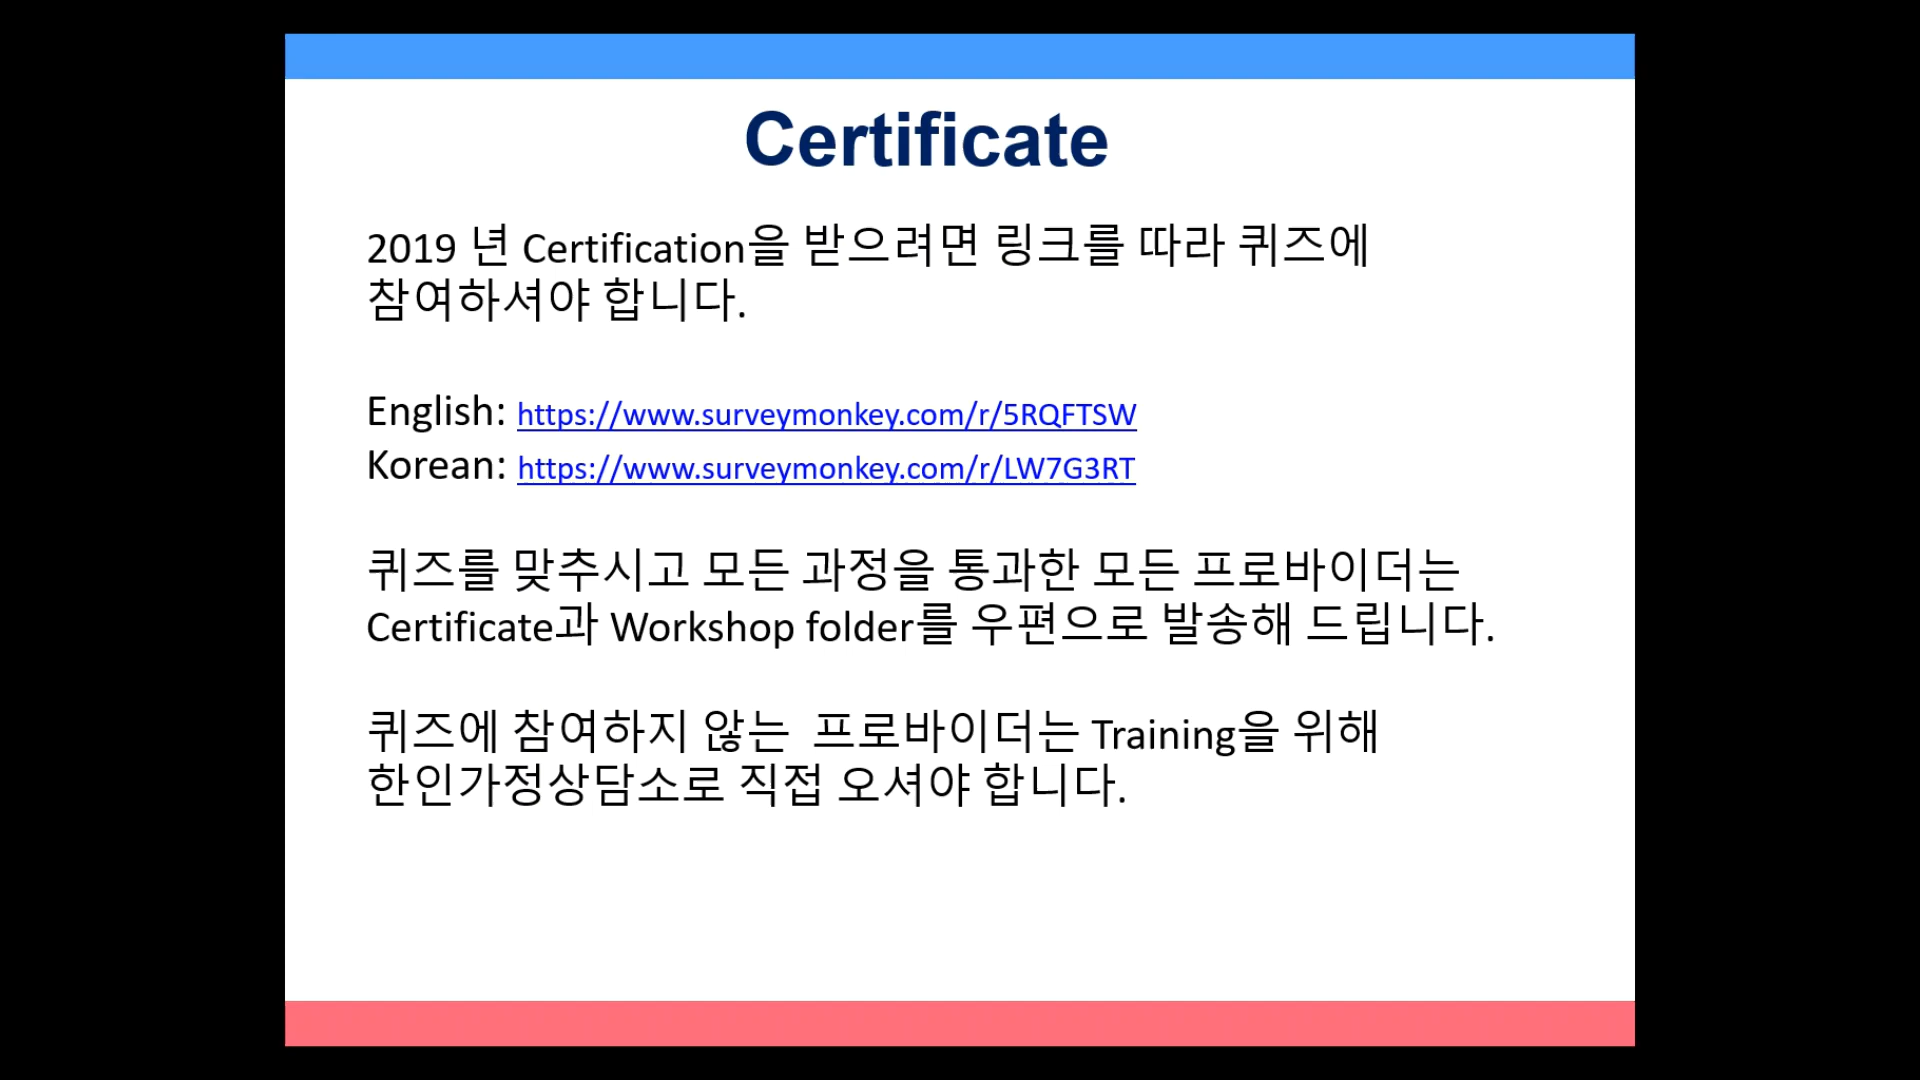 Certificate
2019 년 Certification을 받으려면 링크를 따라 퀴즈에
참여하셔야 합니다.
English: https://www.surveymonkey.com/r/5RQFTSW
Korean: https://www.surveymonkey.com/r/LW7G3RT
퀴즈를 맞추시고 모든 과정을 통과한 모든 프로바이더는
Certificate과 Workshop folder를 우편으로 발송해 드립니다.
퀴즈에 참여하지 않는 프로바이더는 Training을 위해
한인가정상담소로 직접 오셔야 합니다.